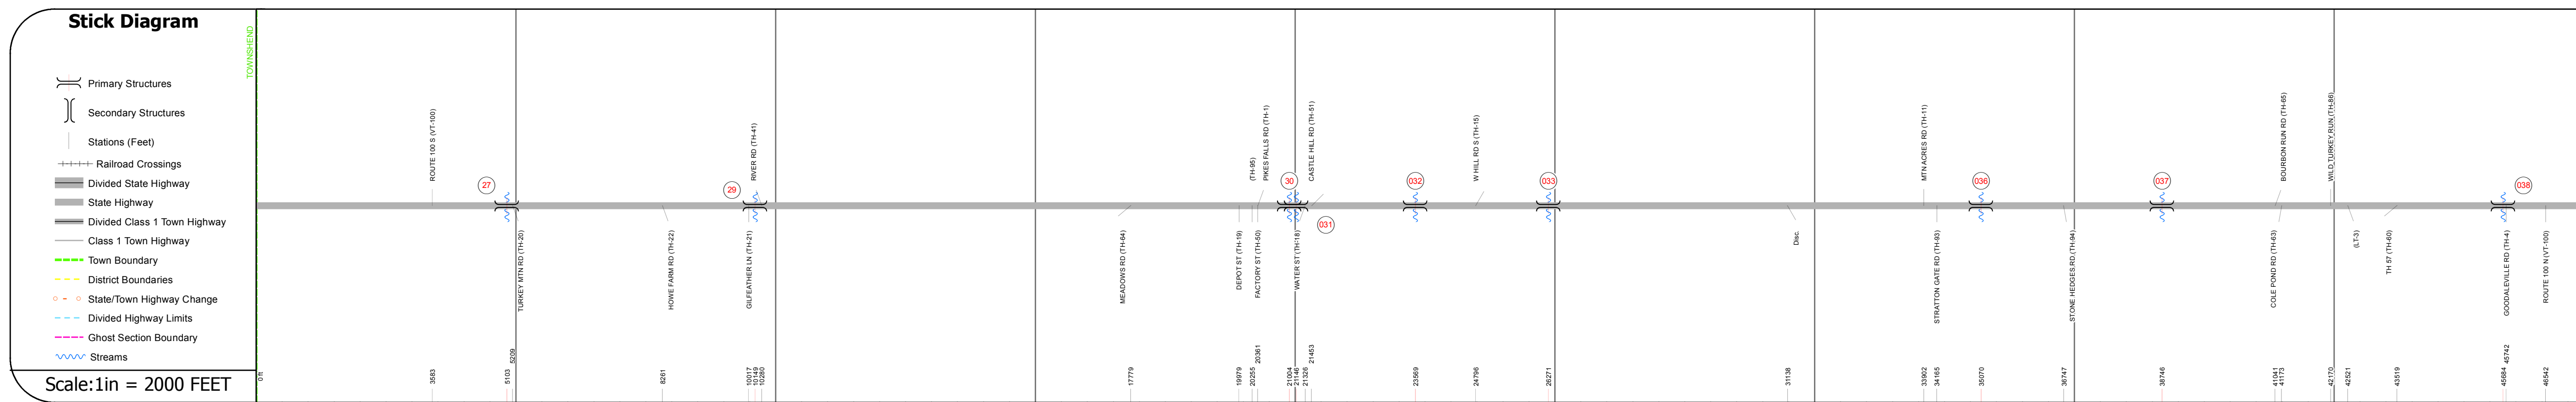 Stick Diagram
Primary Structures
Secondary Structures
Stations (Feet)
Railroad Crossings
Divided State Highway
State Highway
Divided Class 1 Town Highway
Class 1 Town Highway
Town Boundary
District Boundaries
State/Town Highway Change
Divided Highway Limits
Ghost Section Boundary
Streams
Scale:1in = 2000 FEET
TOWNSHEND
ROUTE 100 S (VT-100)
RIVER RD (TH-41)
(TH-95)
PIKES FALLS RD (TH-1)
CASTLE HILL RD (TH-51)
W HILL RD S (TH-15)
MTN ACRES RD (TH-11)
BOURBON RUN RD (TH-65)
WILD TURKEY RUN (TH-86)
27
29
30
031
032
033
036
037
038
TURKEY MTN RD (TH-20)
HOWE FARM RD (TH-22)
GILFEATHER LN (TH-21)
MEADOWS RD (TH-64)
DEPOT ST (TH-19)
FACTORY ST (TH-50)
WATER ST (TH-18)
Disc.
STRATTON GATE RD (TH-93)
STONE HEDGES RD (TH-94)
COLE POND RD (TH-63)
(LT-3)
TH 57 (TH-60)
GOODALEVILLE RD (TH-4)
ROUTE 100 N (VT-100)
0 ft
3583
5103
5209
8261
10017
10149
10280
17779
19979
20255
20361
21004
21146
21326
21453
23569
24796
26271
31138
33902
34165
35070
36747
38746
41041
41173
42170
42521
43519
45684
45742
46542